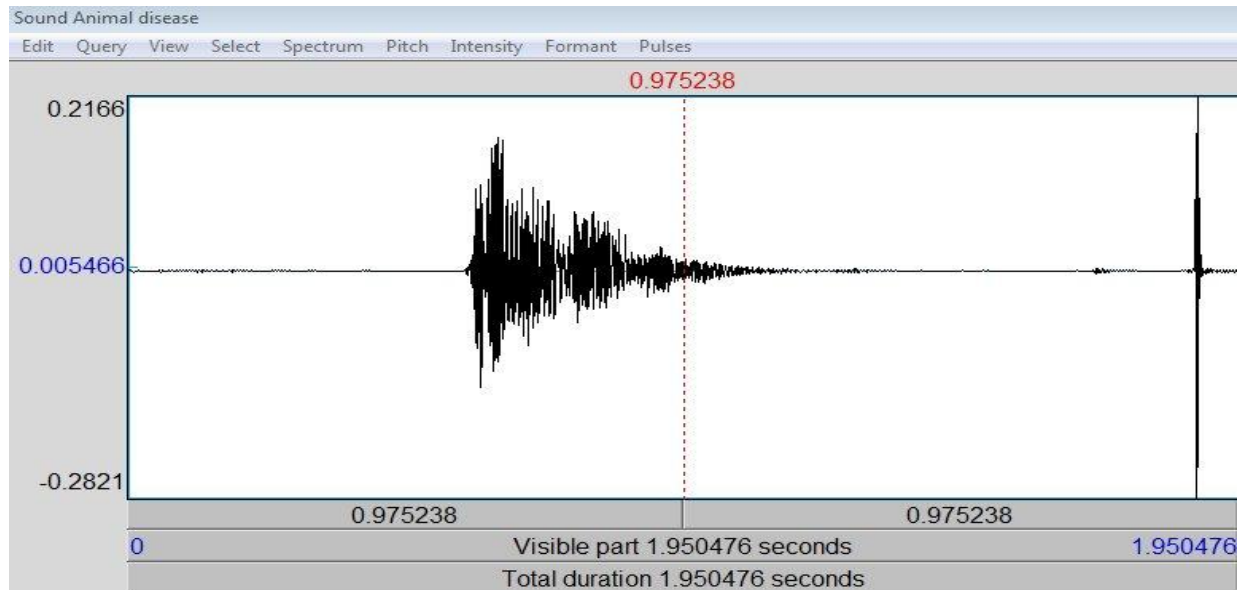 Sound Animal disease
Edit Query View Select Spectrum Pitch Intensity Formant Pulses
0.975238
0.2166
0.005466
-0.2821
0.975238 0.975238
0 Visible part 1.950476 seconds 1.950476
Total duration 1.950476 seconds